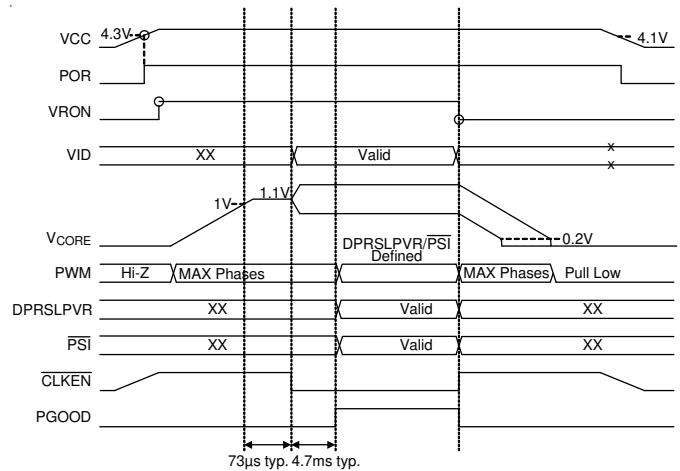 VCC 4.3V 4.1V
POR
VRON
VID XX Valid x
x
1V 1.1V
VCORE 0.2V
DPRSLPVR/PSI
Defined
PWM Hi-Z MAX Phases MAX Phases Pull Low
DPRSLPVR XX Valid XX
PSI XX Valid XX
CLKEN
PGOOD
73µs typ. 4.7ms typ.